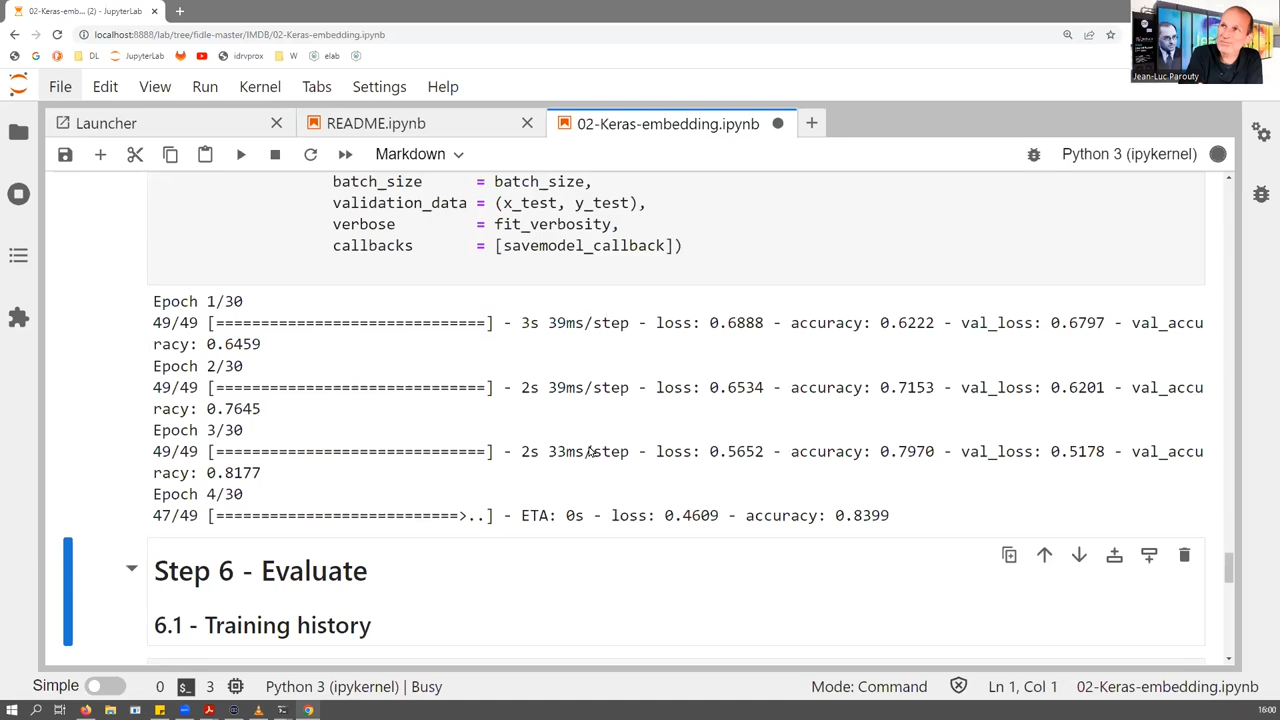 02-Keras-embedding.ipynb (2) - JupyterLab
localhost:8888/lab/tree/fidle-master/IMDB/02-Keras-embedding.ipynb
DL
JupyterLab
idrvprox
W
elab
Jean-Luc Parouty
File Edit View Run Kernel Tabs Settings Help
Launcher
README.ipynb
02-Keras-embedding.ipynb
Markdown
Python 3 (ipykernel)
batch_size = batch_size,
validation_data = (x_test, y_test),
verbose = fit_verbosity,
callbacks = [savemodel_callback])
Epoch 1/30
49/49 [==============================] - 3s 39ms/step - loss: 0.6888 - accuracy: 0.6222 - val_loss: 0.6797 - val_accu
racy: 0.6459
Epoch 2/30
49/49 [==============================] - 2s 39ms/step - loss: 0.6534 - accuracy: 0.7153 - val_loss: 0.6201 - val_accu
racy: 0.7645
Epoch 3/30
49/49 [==============================] - 2s 33ms/step - loss: 0.5652 - accuracy: 0.7970 - val_loss: 0.5178 - val_accu
racy: 0.8177
Epoch 4/30
47/49 [===========================>..] - ETA: 0s - loss: 0.4609 - accuracy: 0.8399
Step 6 - Evaluate
6.1 - Training history
Simple 0 3 Python 3 (ipykernel) | Busy Mode: Command Ln 1, Col 1 02-Keras-embedding.ipynb
16:00